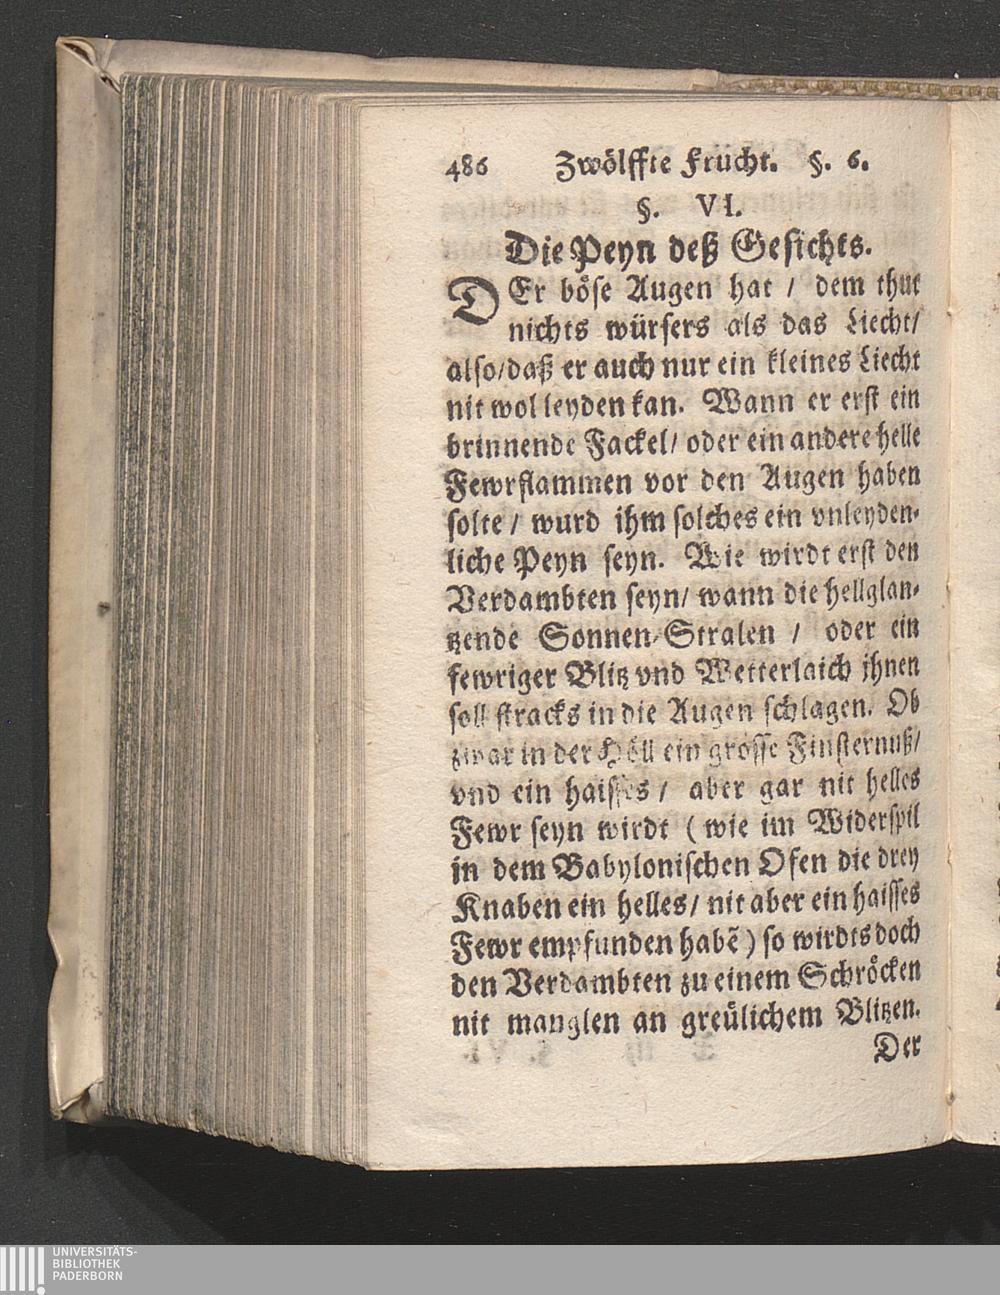 486 Zwölffte Frucht. §. 6.
§. VI.
Die Peyn deß Gesichts.
DEr böse Augen hat / dem thut
nichts würsers als das Liecht/
also/daß er auch nur ein kleines Liecht
nit wol leyden kan. Wann er erst ein
brinnende Fackel/ oder ein andere helle
Fewrflammen vor den Augen haben
solte / wurd ihm solches ein vnleyden-
liche Peyn seyn. Wie wirdt erst den
Verdambten seyn/ wann die hellglan-
tzende Sonnen-Stralen / oder ein
fewriger Blitz vnd Wetterlaich jhnen
soll stracks in die Augen schlagen. Ob
zwar in der Höll ein grosse Finsternuß/
vnd ein haisses / aber gar nit helles
Fewr seyn wirdt (wie im Widerspil
in dem Babylonischen Ofen die drey
Knaben ein helles/ nit aber ein haisses
Fewr empfunden habẽ) so wirdts doch
den Verdambten zu einem Schröcken
nit manglen an greülichem Blitzen.
Der
UNIVERSITÄTS-
BIBLIOTHEK
PADERBORN